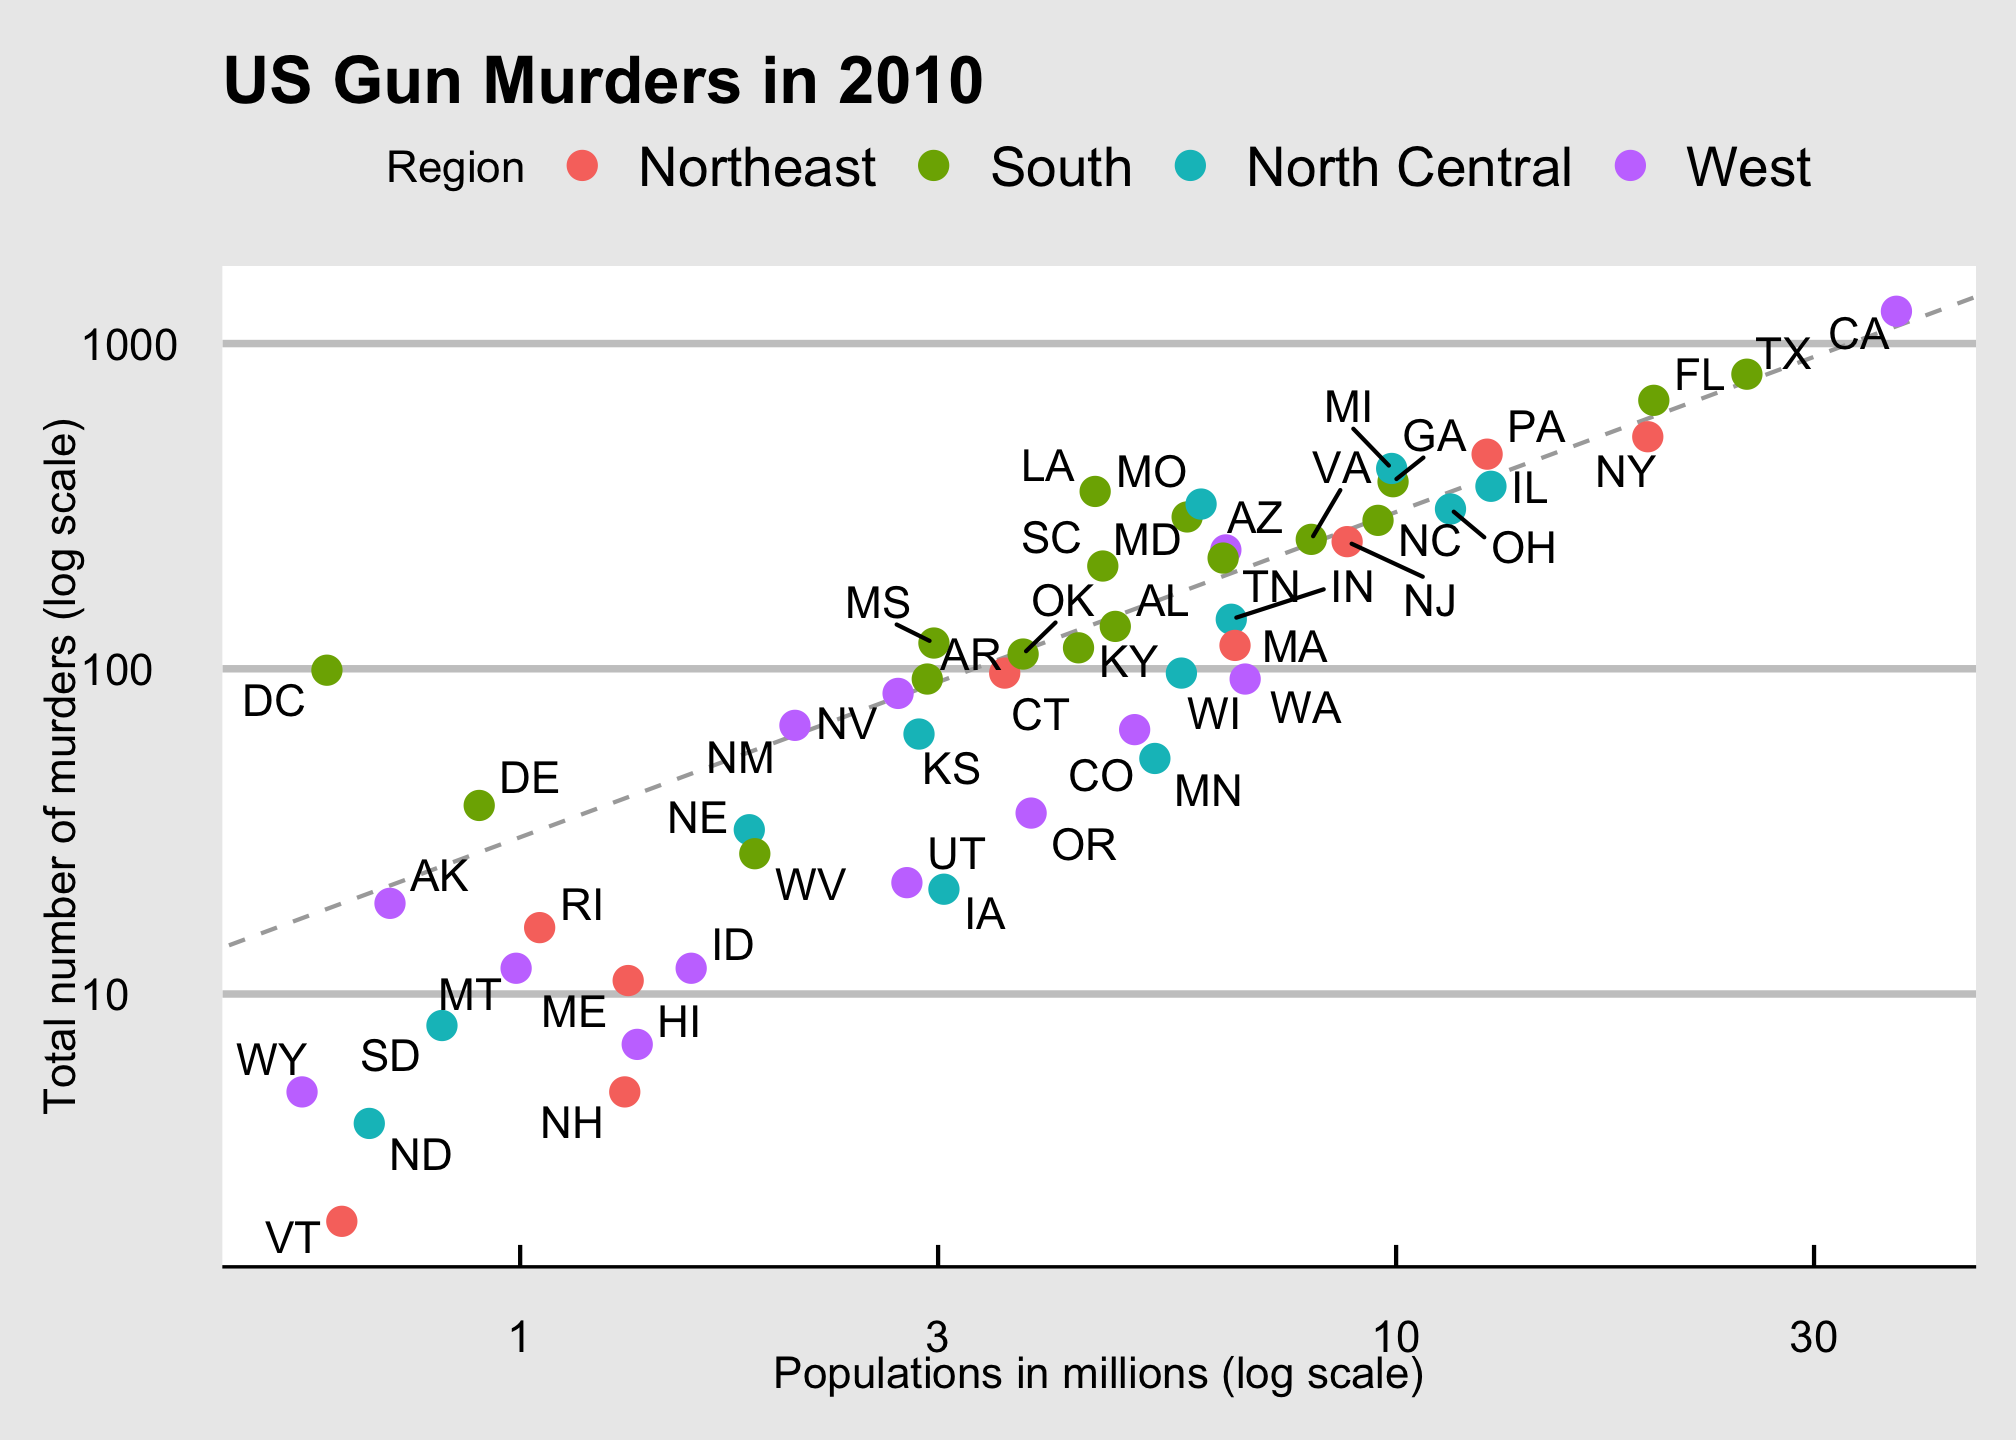 US Gun Murders in 2010
Region Northeast South North Central West
1000
CA
TX
FL
MI
PA
GA
VA
LA
MO
NY
IL
AZ
SC
MD
NC
OH
TN
IN
NJ
MS
OK
AL
AR
MA
KY
100
DC
CT
WI
WA
NV
NM
KS
CO
DE
MN
NE
OR
UT
AK
WV
RI
IA
ID
10
MT
ME
HI
SD
WY
NH
ND
VT
Total number of murders (log scale)
1 3 10 30
Populations in millions (log scale)